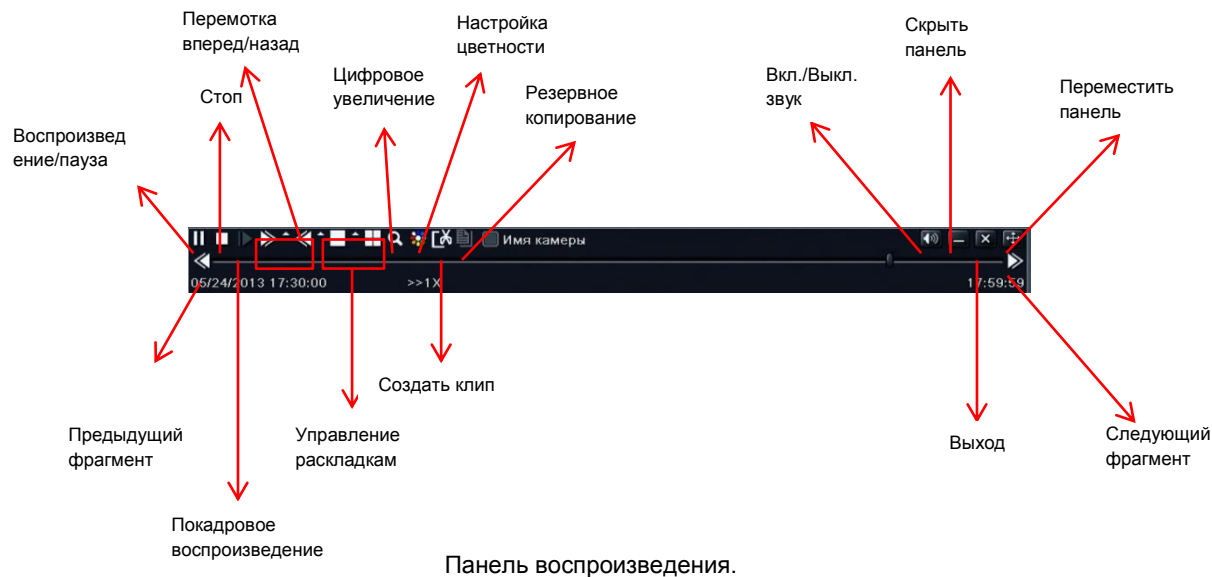 Перемотка
вперед/назад
Настройка
цветности
Скрыть
панель
Цифровое
увеличение
Вкл./Выкл.
звук
Стоп
Резервное
копирование
Переместить
панель
Воспроизвед
ение/пауза
Имя камеры
05/24/2013 17:30:00
>>1X
17:59:59
Создать клип
Предыдущий
фрагмент
Управление
раскладкам
Выход
Следующий
фрагмент
Покадровое
воспроизведение
Панель воспроизведения.